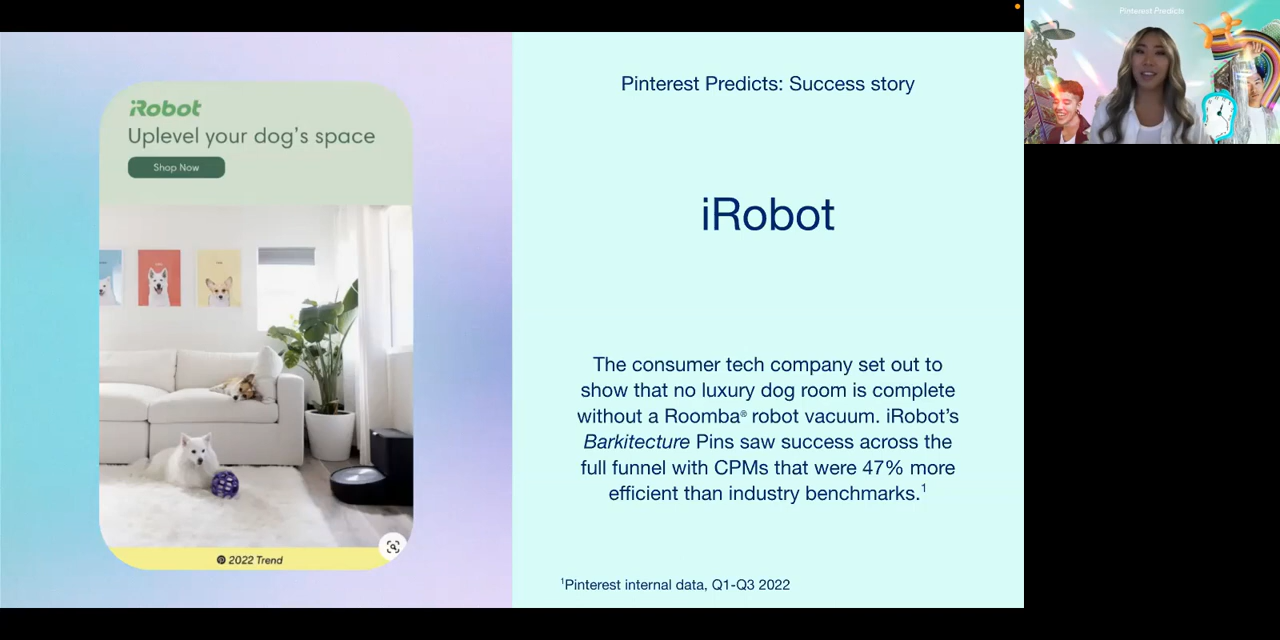 iRobot
Uplevel your dog's space
Shop Now
2022 Trend
Pinterest Predicts: Success story
iRobot
The consumer tech company set out to
show that no luxury dog room is complete
without a Roomba® robot vacuum. iRobot's
Barkitecture Pins saw success across the
full funnel with CPMs that were 47% more
efficient than industry benchmarks.¹
¹Pinterest internal data, Q1-Q3 2022
Pinterest Predicts